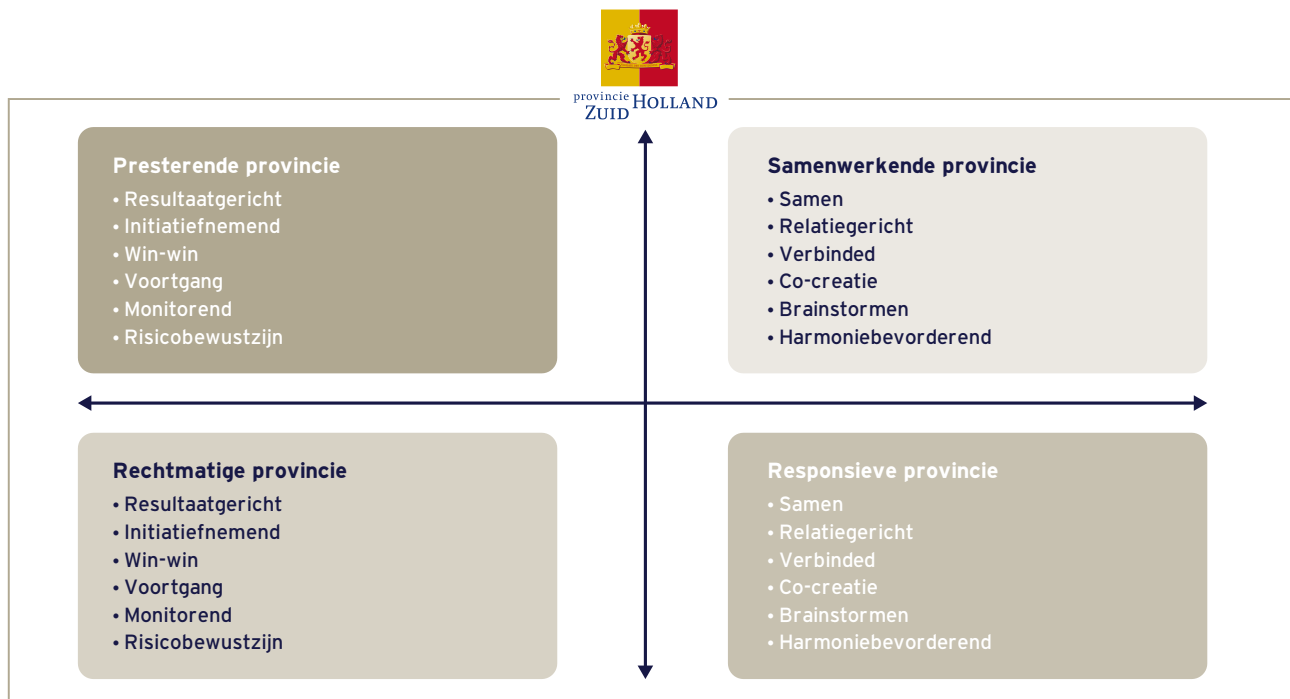 provincie HOLLAND
ZUID
Presterende provincie
• Resultaatgericht
• Initiatiefnemend
• Win-win
• Voortgang
• Monitorend
• Risicobewustzijn
Samenwerkende provincie
• Samen
• Relatiegericht
• Verbinded
• Co-creatie
• Brainstormen
• Harmoniebevorderend
Rechtmatige provincie
• Resultaatgericht
• Initiatiefnemend
• Win-win
• Voortgang
• Monitorend
• Risicobewustzijn
Responsieve provincie
• Samen
• Relatiegericht
• Verbinded
• Co-creatie
• Brainstormen
• Harmoniebevorderend